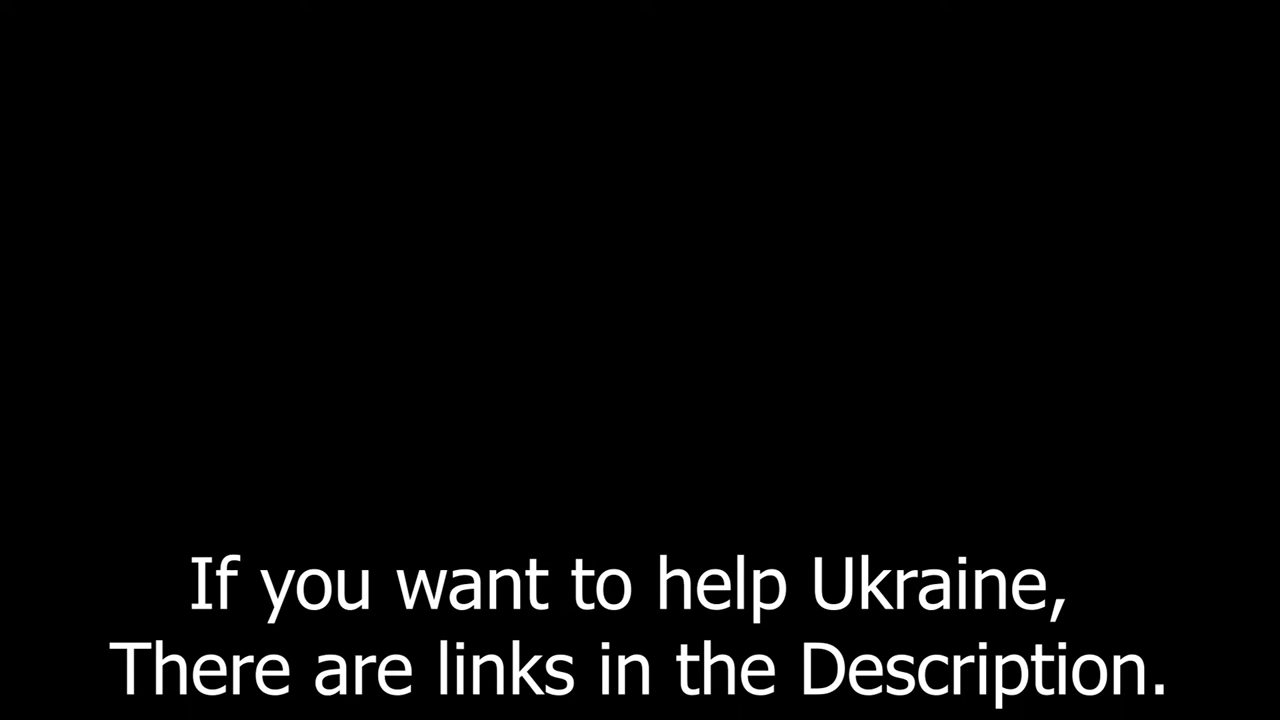 If you want to help Ukraine,
There are links in the Description.